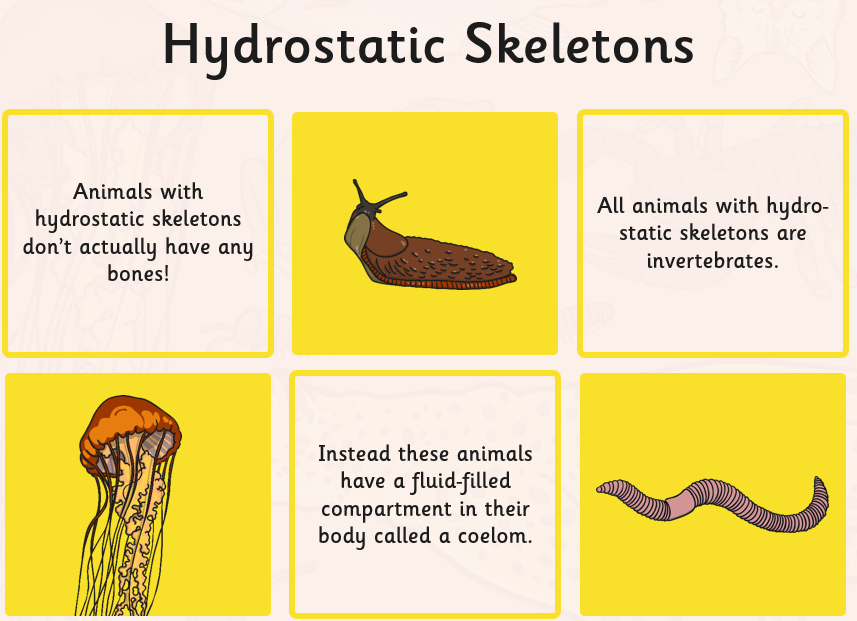 Hydrostatic Skeletons
Animals with
hydrostatic skeletons
don't actually have any
bones!
All animals with hydro-
static skeletons are
invertebrates.
Instead these animals
have a fluid-filled
compartment in their
body called a coelom.